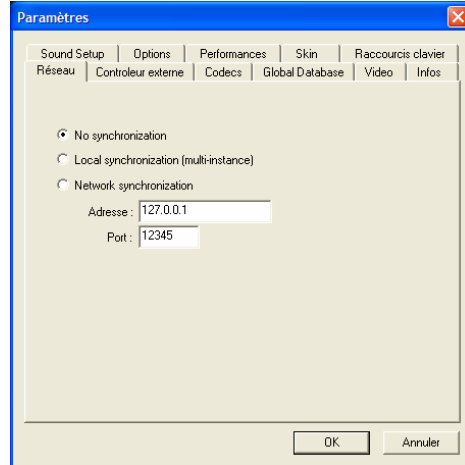 Paramètres
Sound Setup Options Performances Skin Raccourcis clavier
Réseau Controleur externe Codecs Global Database Video Infos
No synchronization
Local synchronization (multi-instance)
Network synchronization
Adresse : 127.0.0.1
Port : 12345
OK Annuler